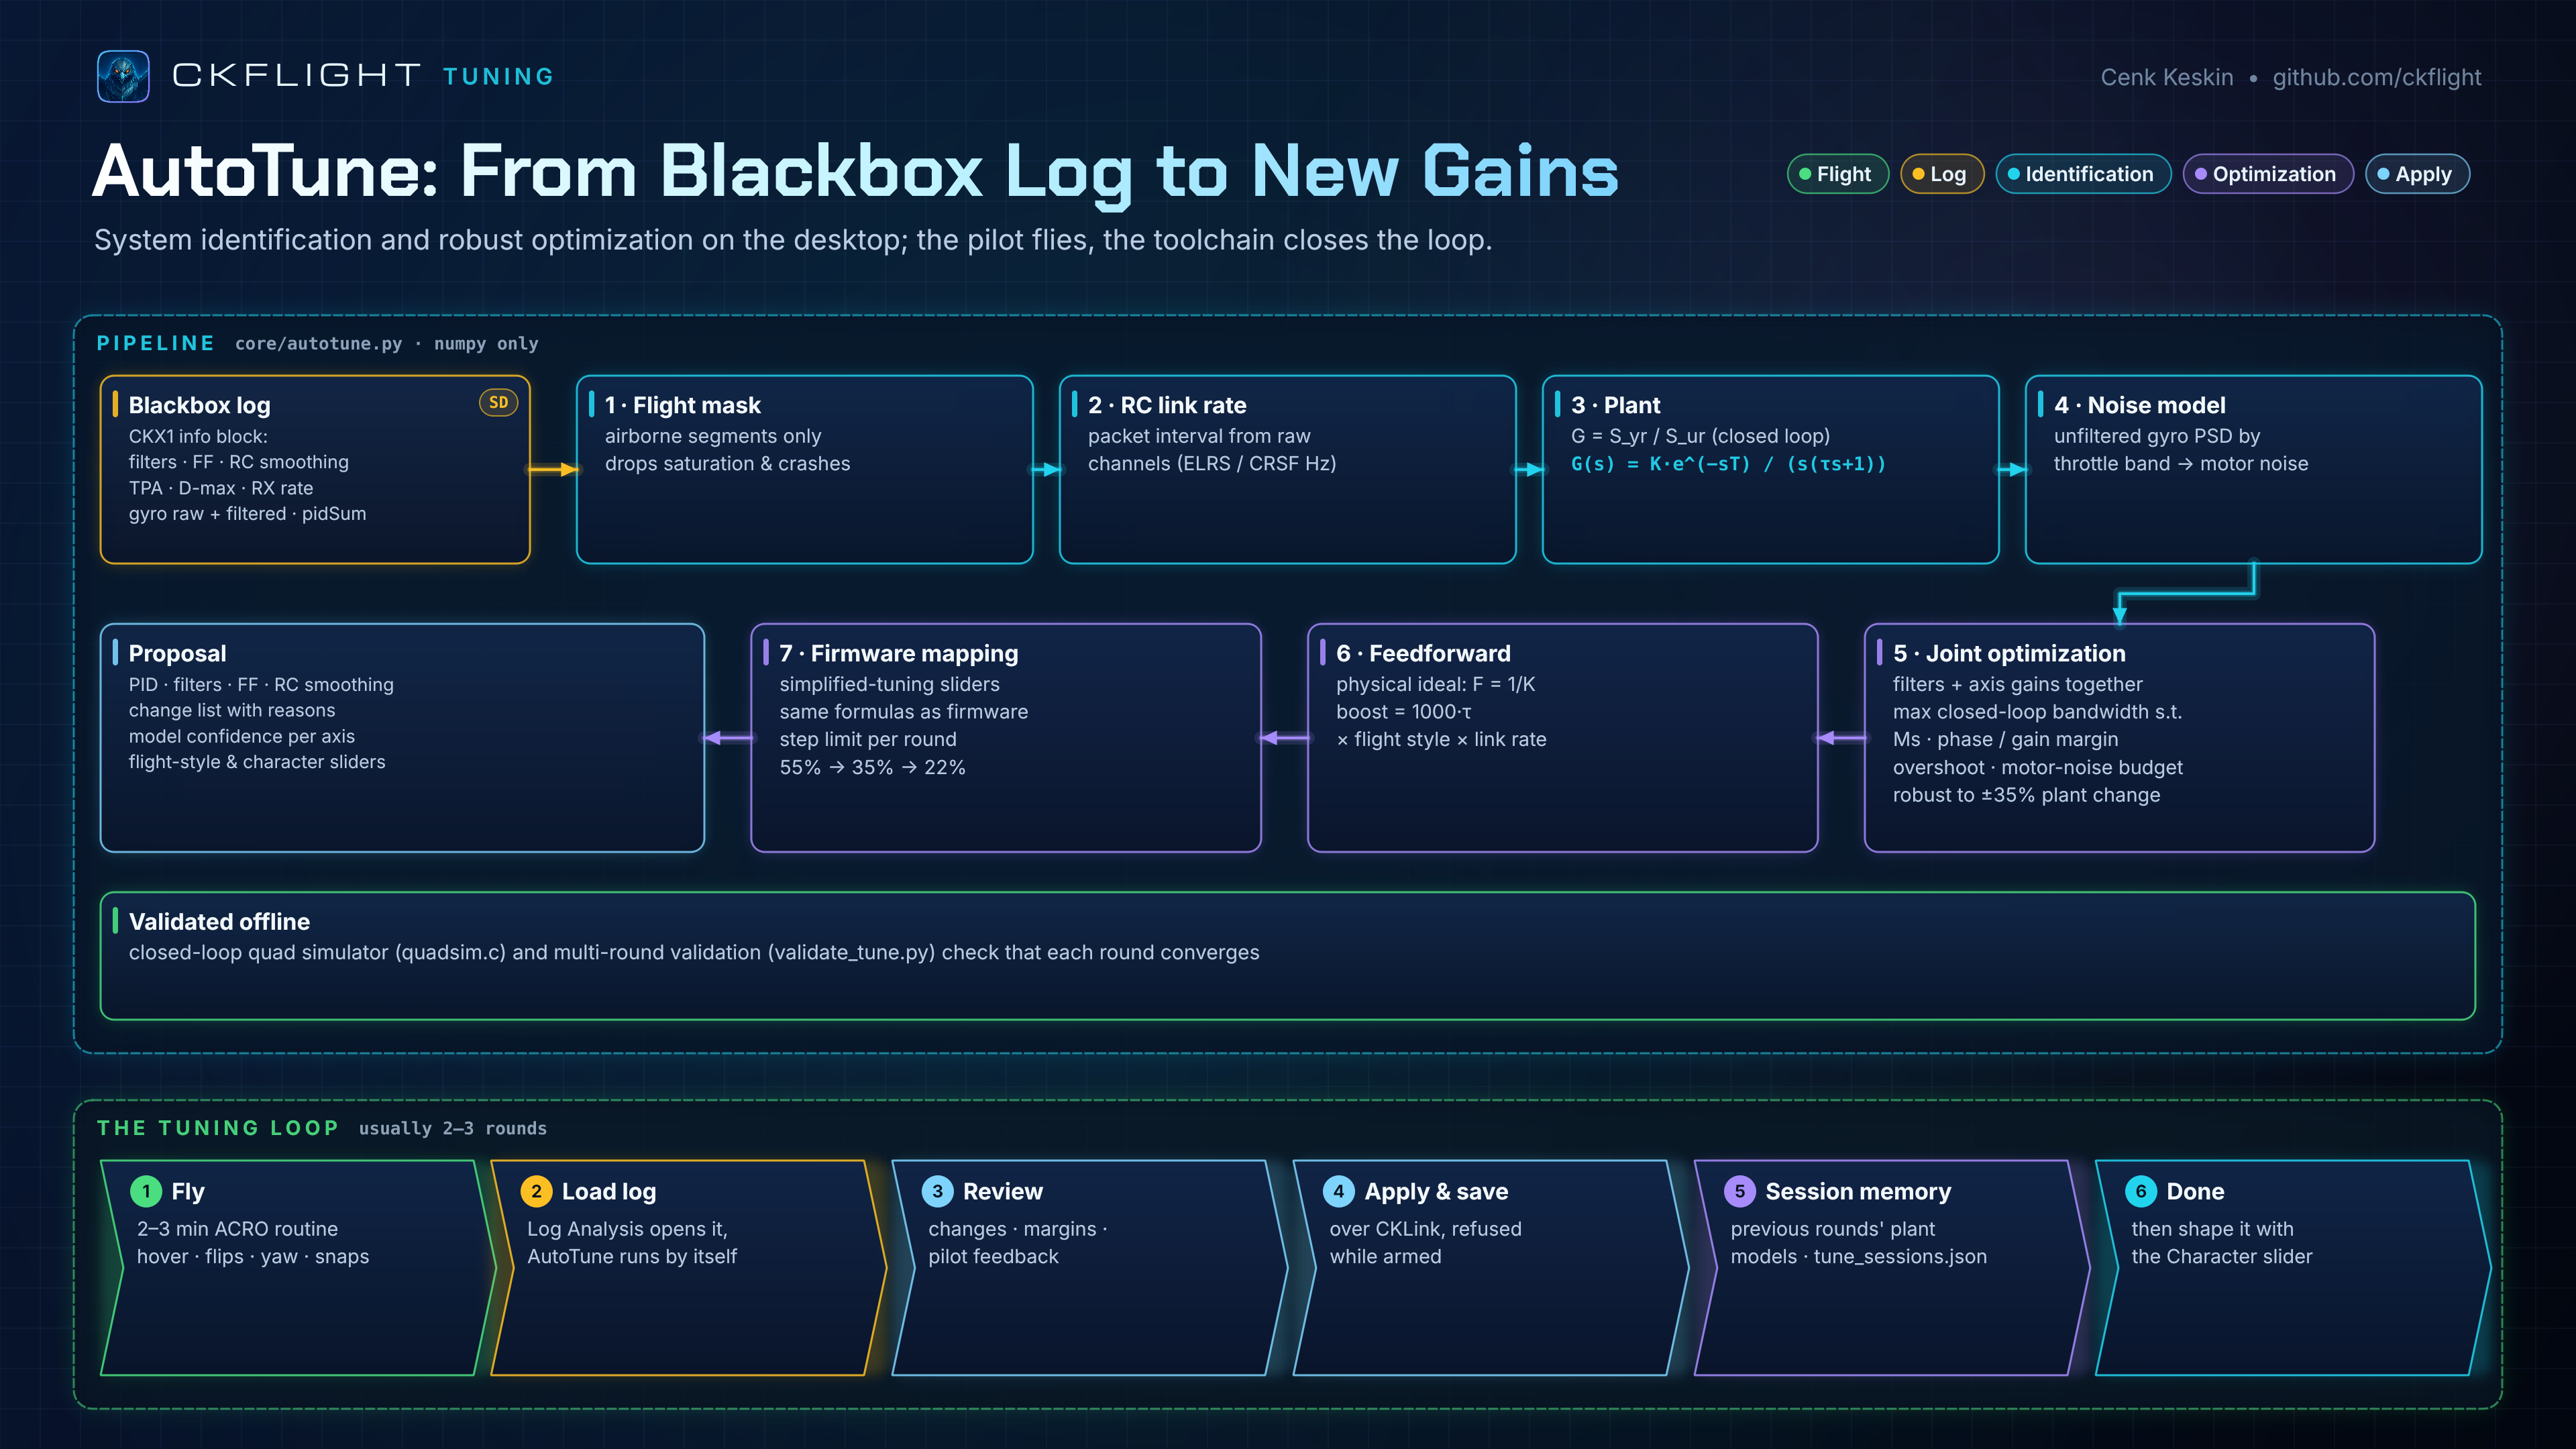 CKFLIGHT TUNING
Cenk Keskin • github.com/ckflight
AutoTune: From Blackbox Log to New Gains
Flight
Log
Identification
Optimization
Apply
System identification and robust optimization on the desktop; the pilot flies, the toolchain closes the loop.
PIPELINE core/autotune.py · numpy only
Blackbox log
SD
CKX1 info block:
filters · FF · RC smoothing
TPA · D-max · RX rate
gyro raw + filtered · pidSum
1 · Flight mask
airborne segments only
drops saturation & crashes
2 · RC link rate
packet interval from raw
channels (ELRS / CRSF Hz)
3 · Plant
G = S_yr / S_ur (closed loop)
G(s) = K·e^(−sT) / (s(τs+1))
4 · Noise model
unfiltered gyro PSD by
throttle band → motor noise
Proposal
PID · filters · FF · RC smoothing
change list with reasons
model confidence per axis
flight-style & character sliders
7 · Firmware mapping
simplified-tuning sliders
same formulas as firmware
step limit per round
55% → 35% → 22%
6 · Feedforward
physical ideal: F = 1/K
boost = 1000·τ
× flight style × link rate
5 · Joint optimization
filters + axis gains together
max closed-loop bandwidth s.t.
Ms · phase / gain margin
overshoot · motor-noise budget
robust to ±35% plant change
Validated offline
closed-loop quad simulator (quadsim.c) and multi-round validation (validate_tune.py) check that each round converges
THE TUNING LOOP usually 2–3 rounds
1 Fly
2–3 min ACRO routine
hover · flips · yaw · snaps
2 Load log
Log Analysis opens it,
AutoTune runs by itself
3 Review
changes · margins ·
pilot feedback
4 Apply & save
over CKLink, refused
while armed
5 Session memory
previous rounds' plant
models · tune_sessions.json
6 Done
then shape it with
the Character slider